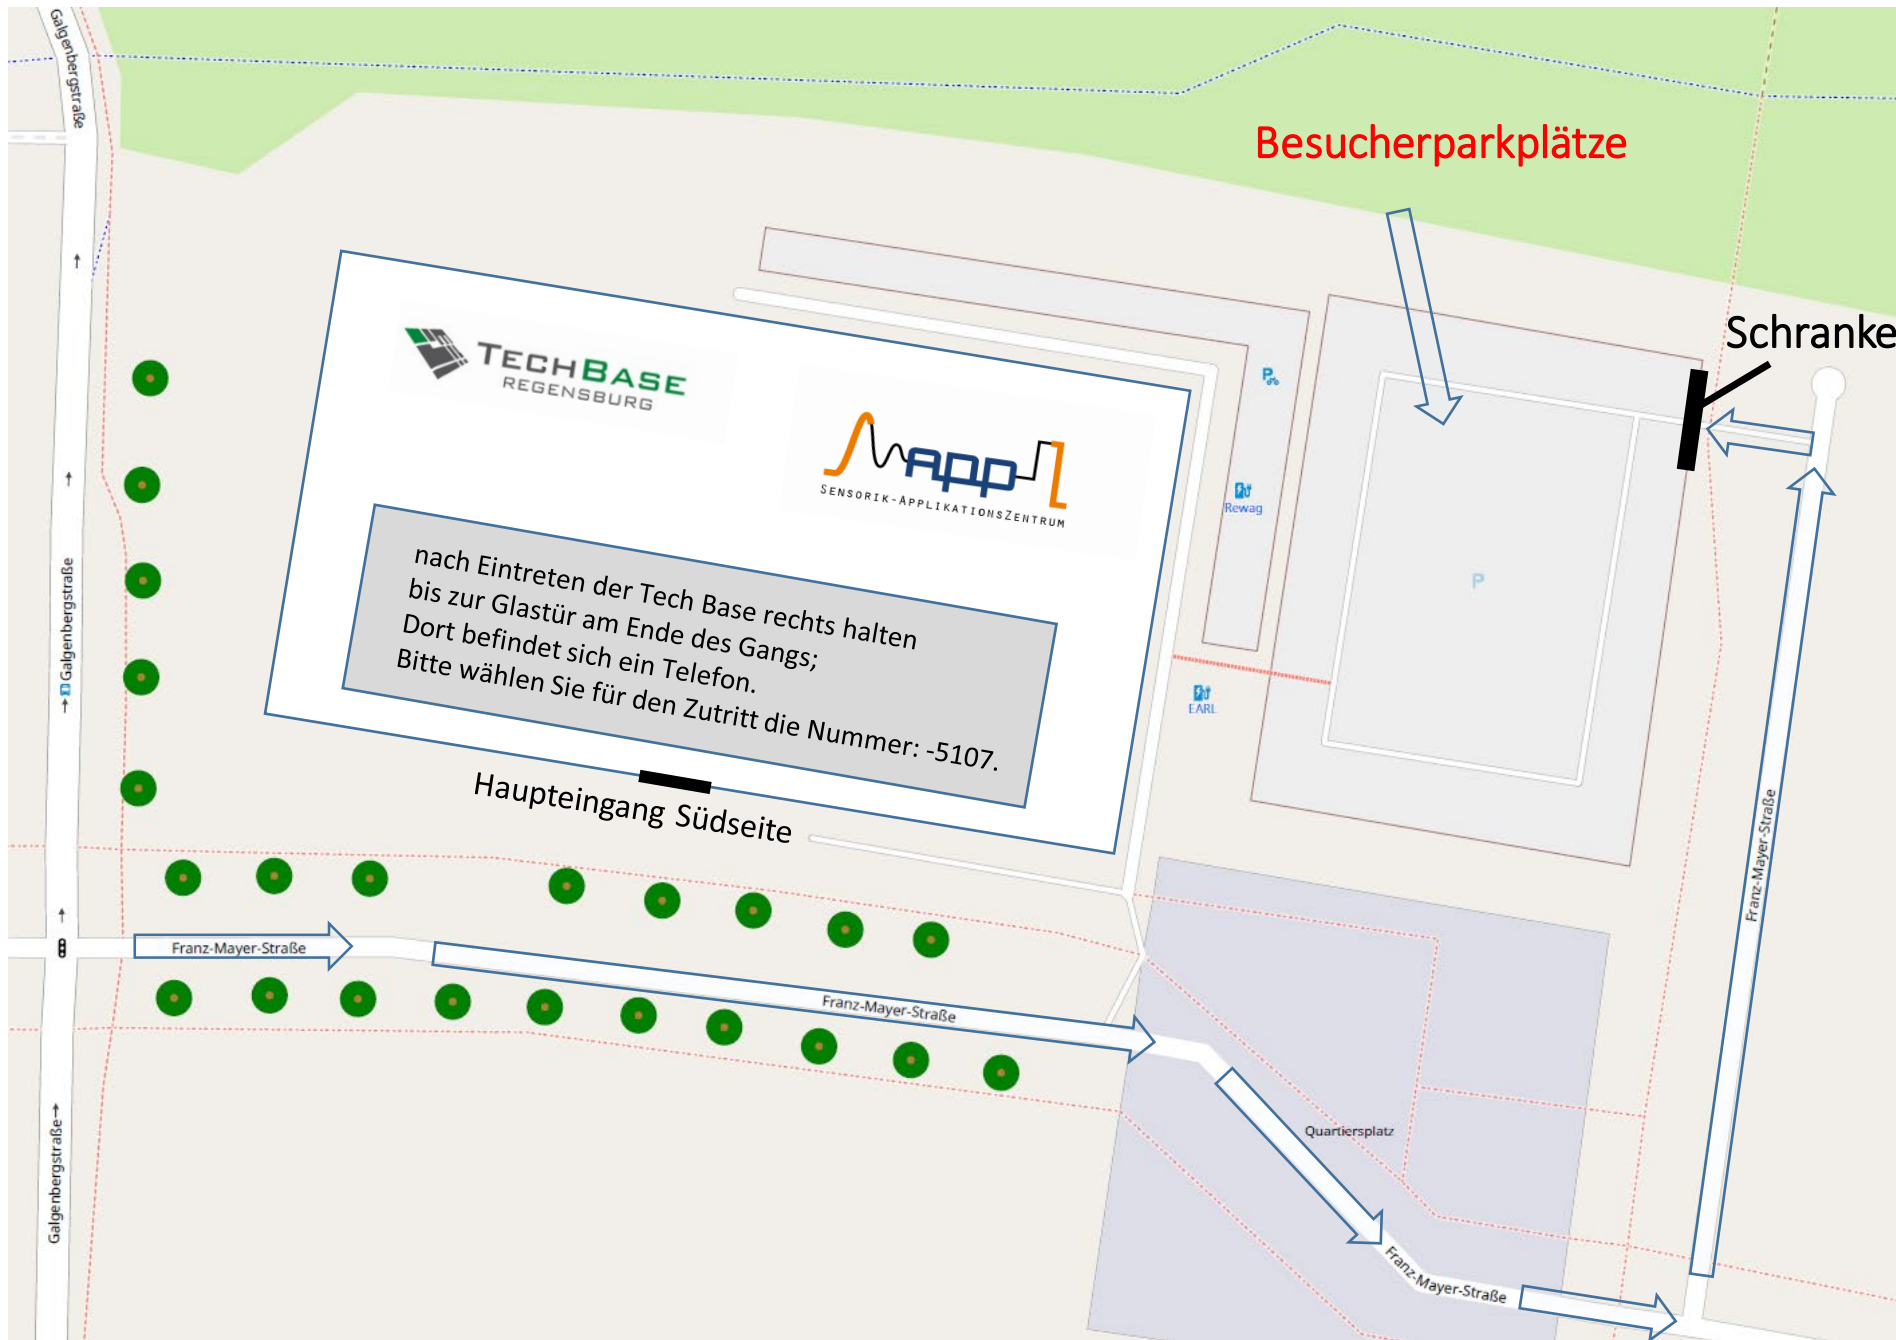 Galgenbergstraße
Besucherparkplätze
Schranke
TECHBASE
REGENSBURG
APP
SENSORIK-APPLIKATIONSZENTRUM
P
Rewag
P
nach Eintreten der Tech Base rechts halten
bis zur Glastür am Ende des Gangs;
Dort befindet sich ein Telefon.
Bitte wählen Sie für den Zutritt die Nummer: -5107.
Galgenbergstraße
EARL
Haupteingang Südseite
Franz-Mayer-Straße
Franz-Mayer-Straße
Franz-Mayer-Straße
Quartiersplatz
Galgenbergstraße
Franz-Mayer-Straße